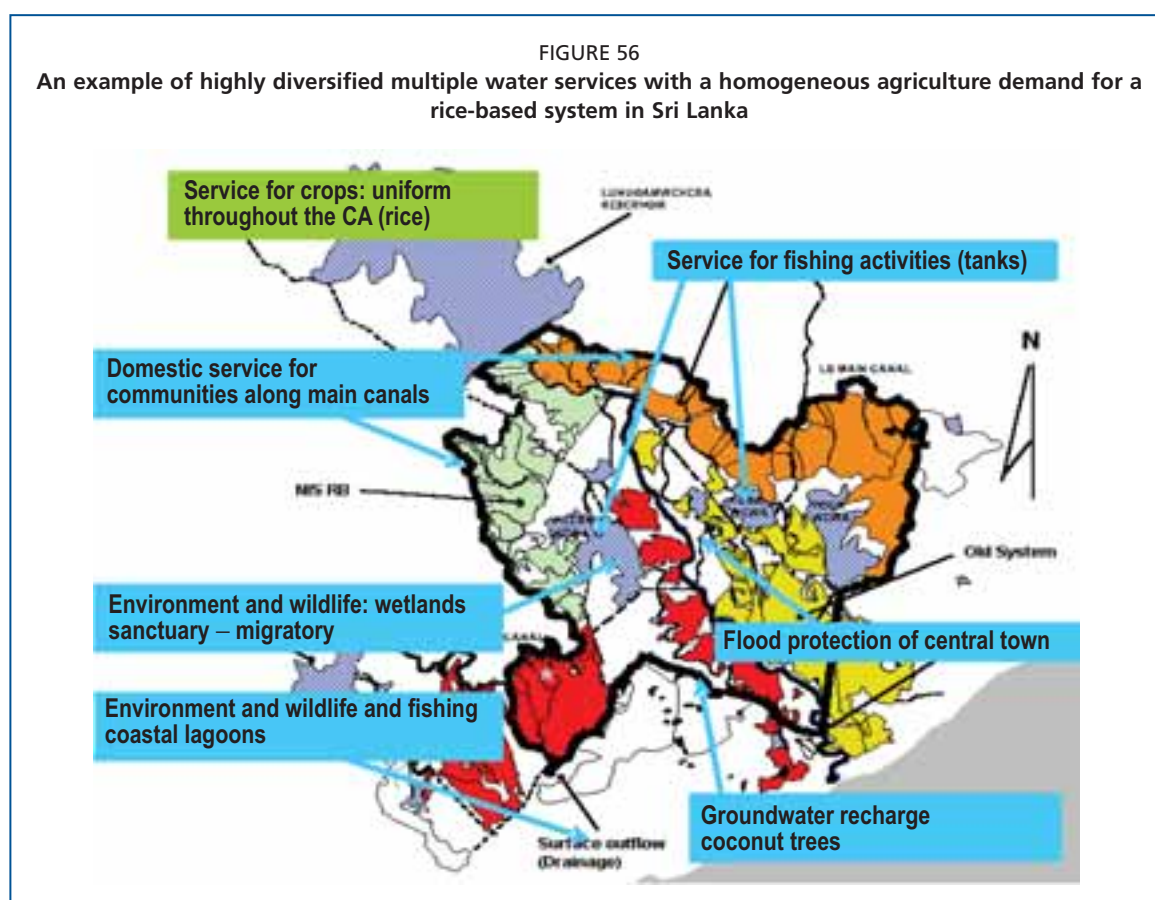 FIGURE 56
An example of highly diversified multiple water services with a homogeneous agriculture demand for a
rice-based system in Sri Lanka
Service for crops: uniform
throughout the CA (rice)
Service for fishing activities (tanks)
Domestic service for
communities along main canals
N
MAIN CANAL
RB
Old System
Environment and wildlife: wetlands
sanctuary – migratory
Flood protection of central town
Environment and wildlife and fishing
coastal lagoons
Groundwater recharge
coconut trees
Surface outflow
(Drainage)